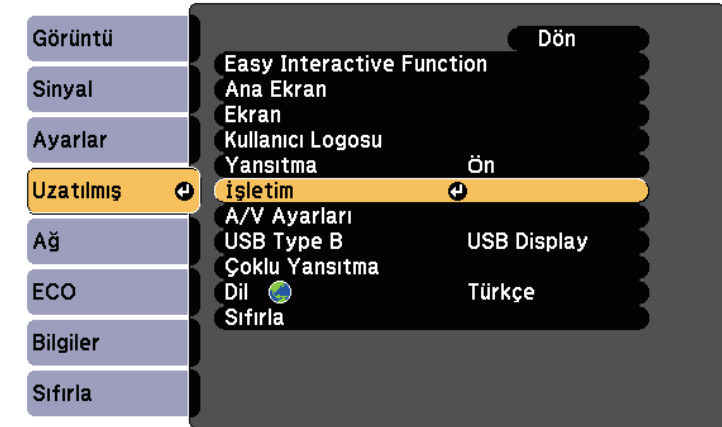 Görüntü
Sinyal
Ayarlar
Uzatılmış
Ağ
ECO
Bilgiler
Sıfırla
Dön
Easy Interactive Function
Ana Ekran
Ekran
Kullanıcı Logosu
Yansıtma Ön
İşletim
A/V Ayarları
USB Type B USB Display
Çoklu Yansıtma
Dil Türkçe
Sıfırla